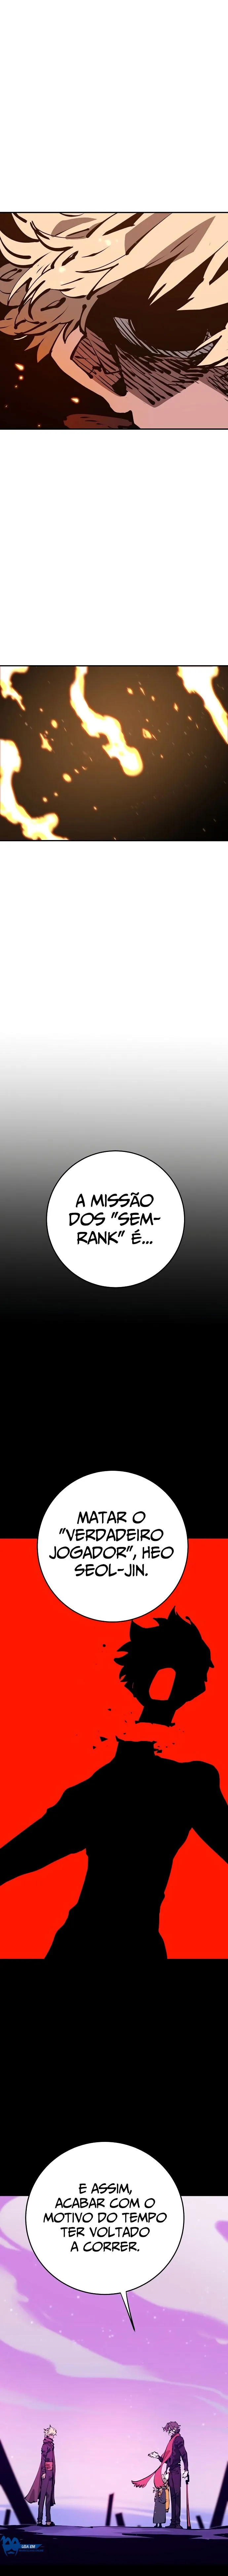 A MISSÃO
DOS "SEM-
RANK" É...
MATAR O
"VERDADEIRO
JOGADOR", HEO
SEOL-JIN.
E ASSIM,
ACABAR COM O
MOTIVO DO TEMPO
TER VOLTADO
A CORRER.